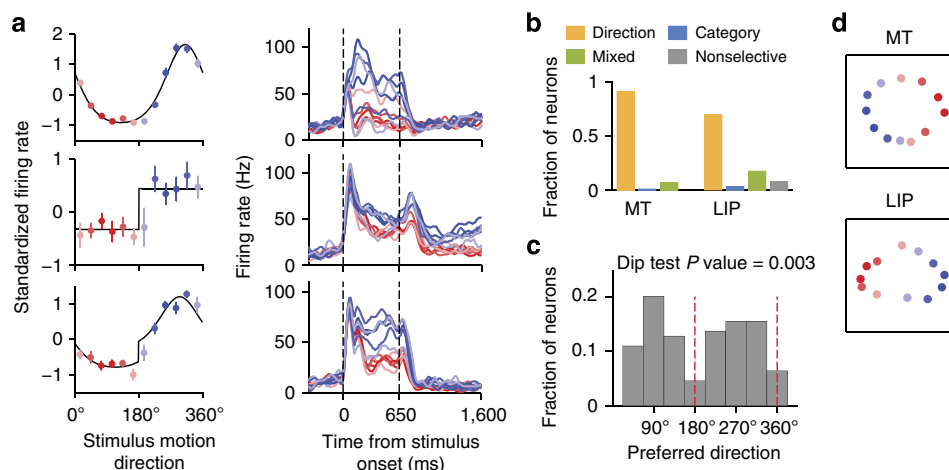 a
Standardized firing rate
2
1
0
−1
1
0
−1
1
0
−1
0° 180° 360°
Stimulus motion
direction
Firing rate (Hz)
100
50
0
100
50
0
100
50
0
0 650 1,600
Time from stimulus
onset (ms)
b
Direction Category
Mixed Nonselective
Fraction of neurons
1
0.5
0
MT LIP
c
Dip test P value = 0.003
Fraction of neurons
0.2
0.1
0
90° 180° 270° 360°
Preferred direction
d
MT
LIP